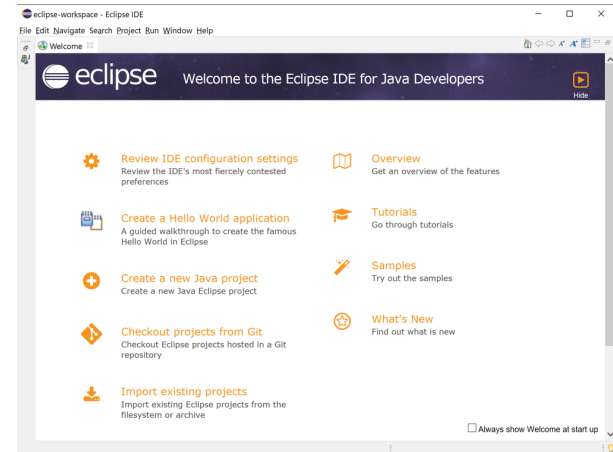 eclipse-workspace - Eclipse IDE
File Edit Navigate Search Project Run Window Help
Welcome
eclipse
Welcome to the Eclipse IDE for Java Developers
Hide
Review IDE configuration settings
Review the IDE's most fiercely contested
preferences
Create a Hello World application
A guided walkthrough to create the famous
Hello World in Eclipse
Create a new Java project
Create a new Java Eclipse project
Checkout projects from Git
Checkout Eclipse projects hosted in a Git
repository
Import existing projects
Import existing Eclipse projects from the
filesystem or archive
Overview
Get an overview of the features
Tutorials
Go through tutorials
Samples
Try out the samples
What's New
Find out what is new
Always show Welcome at start up